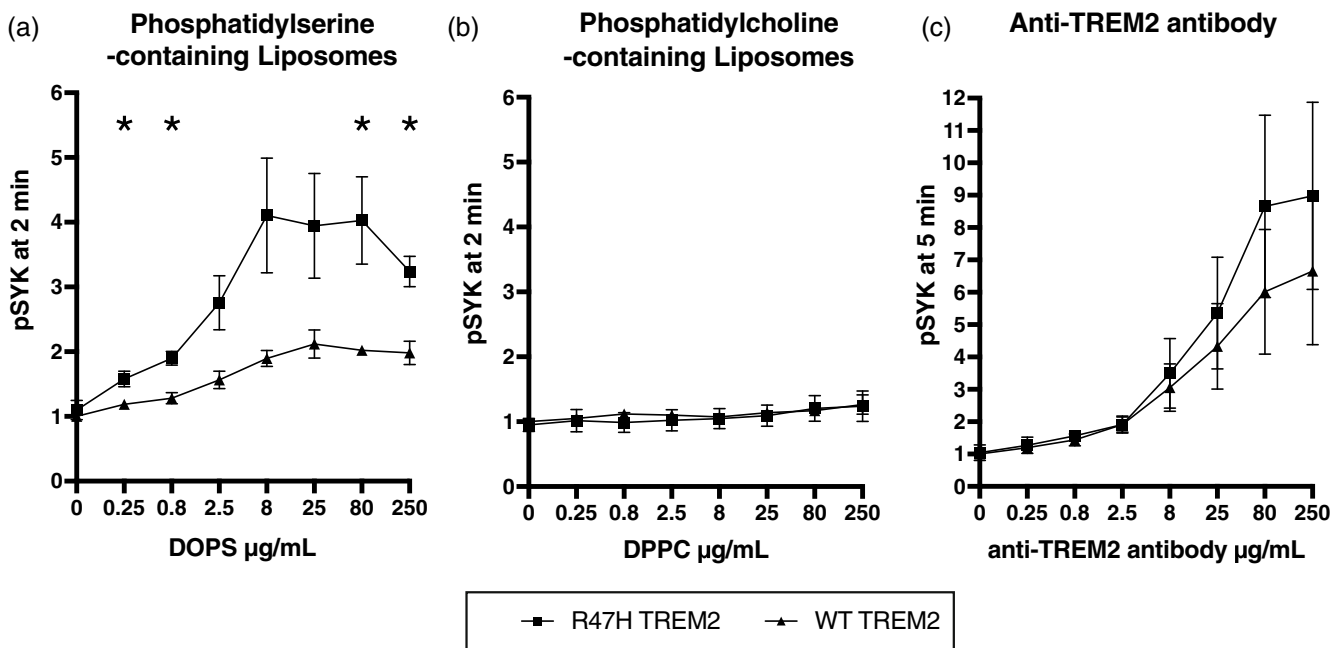 (a)
Phosphatidylserine
-containing Liposomes
6
5
4
3
2
1
0
pSYK at 2 min
* * * *
0 0.25 0.8 2.5 8 25 80 250
DOPS µg/mL
(b)
Phosphatidylcholine
-containing Liposomes
6
5
4
3
2
1
0
pSYK at 2 min
0 0.25 0.8 2.5 8 25 80 250
DPPC µg/mL
(c)
Anti-TREM2 antibody
12
11
10
9
8
7
6
5
4
3
2
1
0
pSYK at 5 min
0 0.25 0.8 2.5 8 25 80 250
anti-TREM2 antibody µg/mL
R47H TREM2 WT TREM2